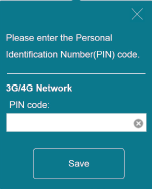 Please enter the Personal
Identification Number(PIN) code.
3G/4G Network
PIN code:
Save